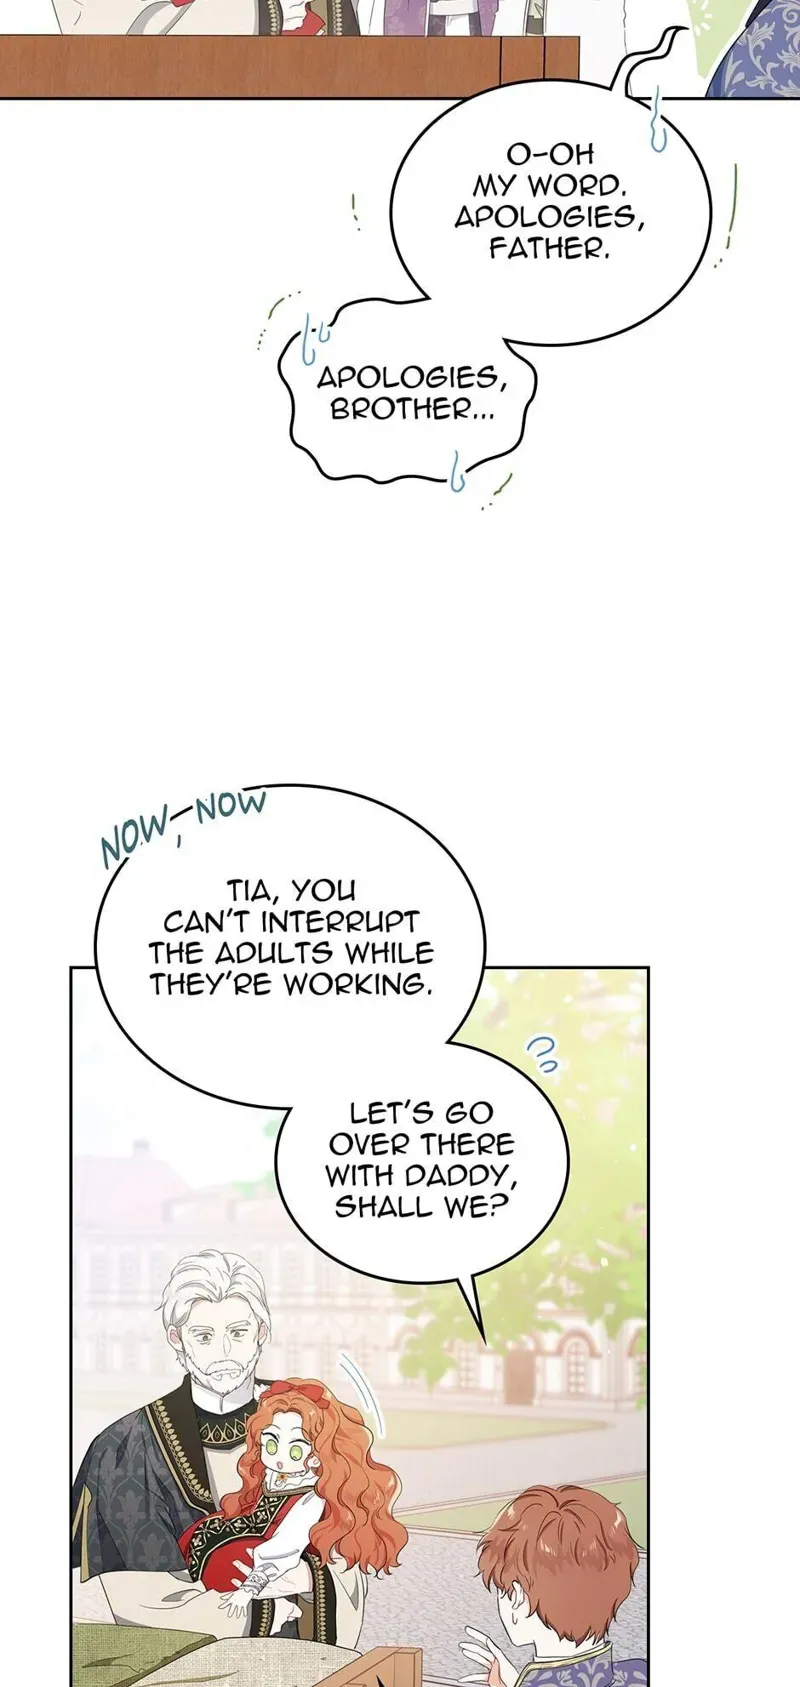 O-OH
MY WORD.
APOLOGIES,
FATHER.
APOLOGIES,
BROTHER...
NOW, NOW
TIA, YOU
CAN'T INTERRUPT
THE ADULTS WHILE
THEY'RE WORKING.
LET'S GO
OVER THERE
WITH DADDY,
SHALL WE?